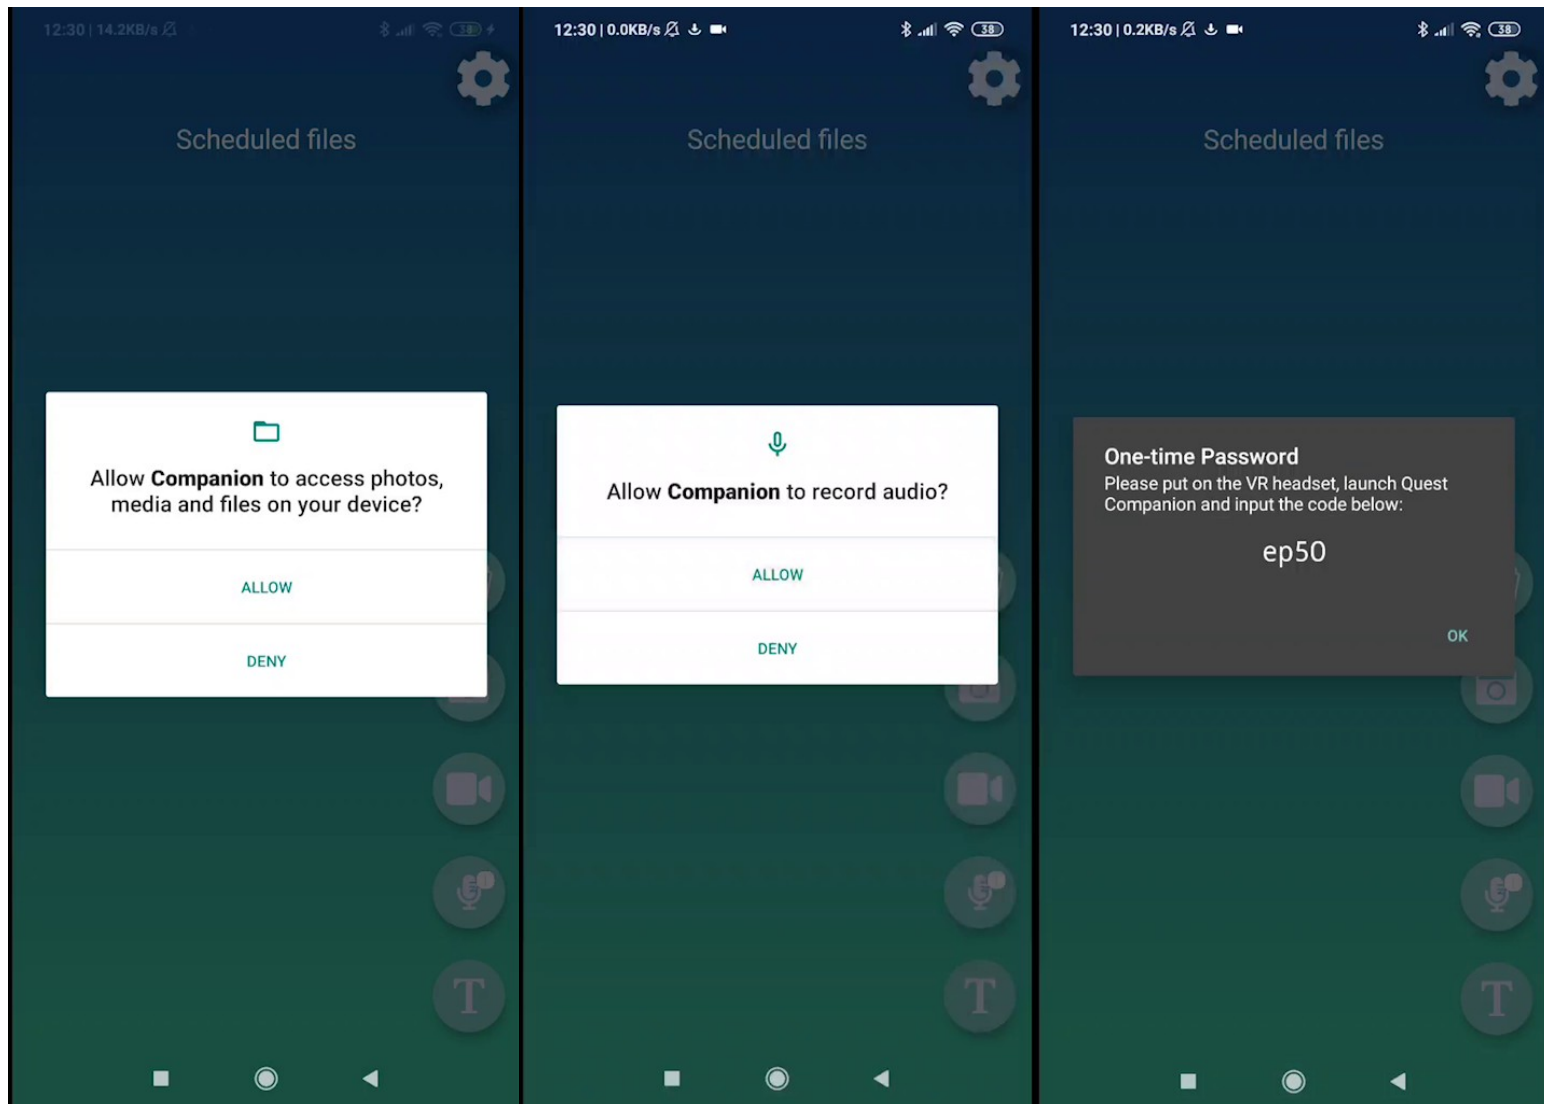 12:30 | 14.2KB/s
38
Scheduled files
Allow Companion to access photos,
media and files on your device?
ALLOW
DENY
T
12:30 | 0.0KB/s
38
Scheduled files
Allow Companion to record audio?
ALLOW
DENY
T
12:30 | 0.2KB/s
38
Scheduled files
One-time Password
Please put on the VR headset, launch Quest
Companion and input the code below:
ep50
OK
T